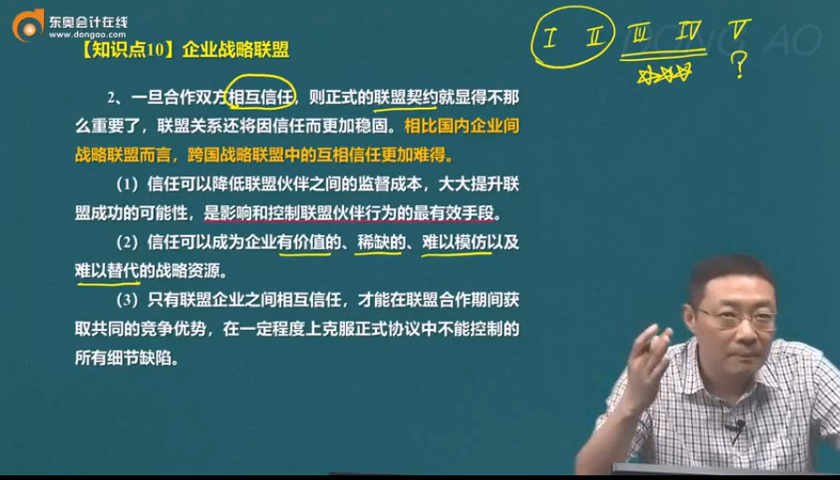 东奥会计在线
www.dongao.com
【知识点10】企业战略联盟
I II III IV V
?
DONG AO
2、一旦合作双方相互信任，则正式的联盟契约就显得不那
么重要了，联盟关系还将因信任而更加稳固。相比国内企业间
战略联盟而言，跨国战略联盟中的互相信任更加难得。
（1）信任可以降低联盟伙伴之间的监督成本，大大提升联
盟成功的可能性，是影响和控制联盟伙伴行为的最有效手段。
（2）信任可以成为企业有价值的、稀缺的、难以模仿以及
难以替代的战略资源。
（3）只有联盟企业之间相互信任，才能在联盟合作期间获
取共同的竞争优势，在一定程度上克服正式协议中不能控制的
所有细节缺陷。